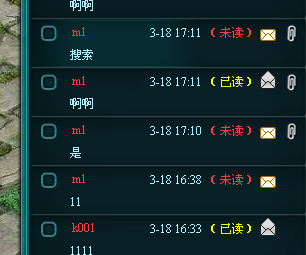 啊啊
m1 3-18 17:11 (未读)
搜索
m1 3-18 17:11 (已读)
啊啊
m1 3-18 17:10 (未读)
是
m1 3-18 16:38 (未读)
11
k001 3-18 16:33 (已读)
1111